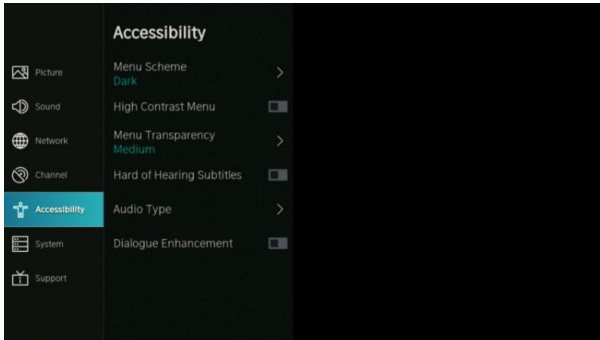 Accessibility
Picture
Sound
Network
Channel
Accessibility
System
Support
Menu Scheme
Dark
High Contrast Menu
Menu Transparency
Medium
Hard of Hearing Subtitles
Audio Type
Dialogue Enhancement